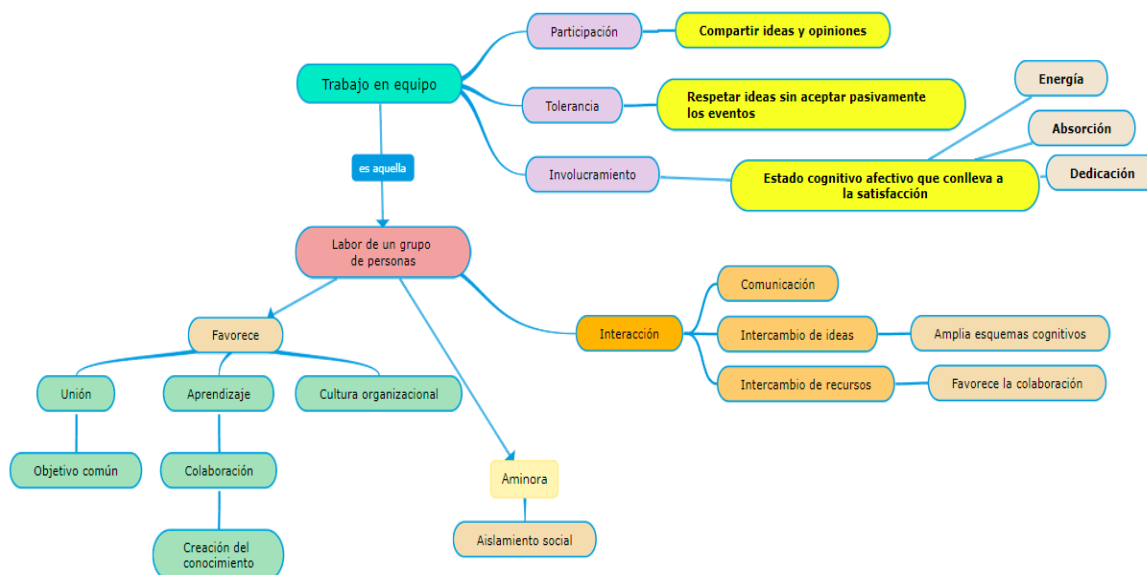 Participación
Compartir ideas y opiniones
Trabajo en equipo
Tolerancia
Respetar ideas sin aceptar pasivamente
los eventos
Energía
Absorción
Dedicación
es aquella
Involucramiento
Estado cognitivo afectivo que conlleva a
la satisfacción
Labor de un grupo
de personas
Interacción
Comunicación
Intercambio de ideas
Amplia esquemas cognitivos
Intercambio de recursos
Favorece la colaboración
Favorece
Unión
Aprendizaje
Cultura organizacional
Objetivo común
Colaboración
Creación del
conocimiento
Aminora
Aislamiento social